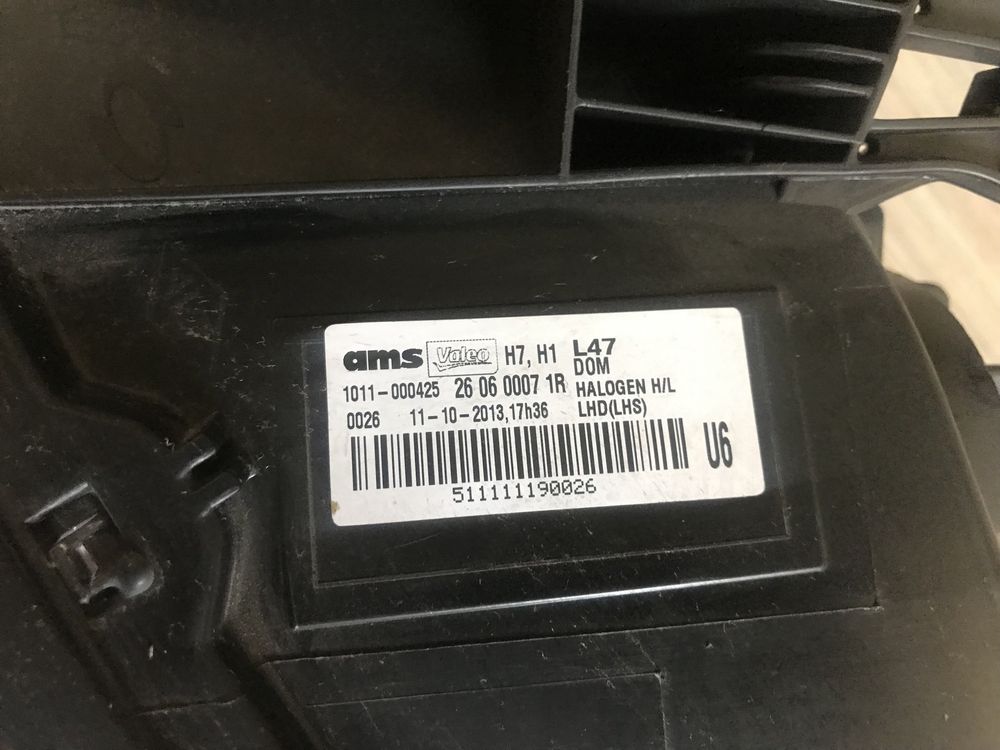 ams Valeo H7, H1 L47
DOM
1011-000425 26 06 0007 1R HALOGEN H/L
0026 11-10-2013,17h36 LHD(LHS)
U6
511111190026